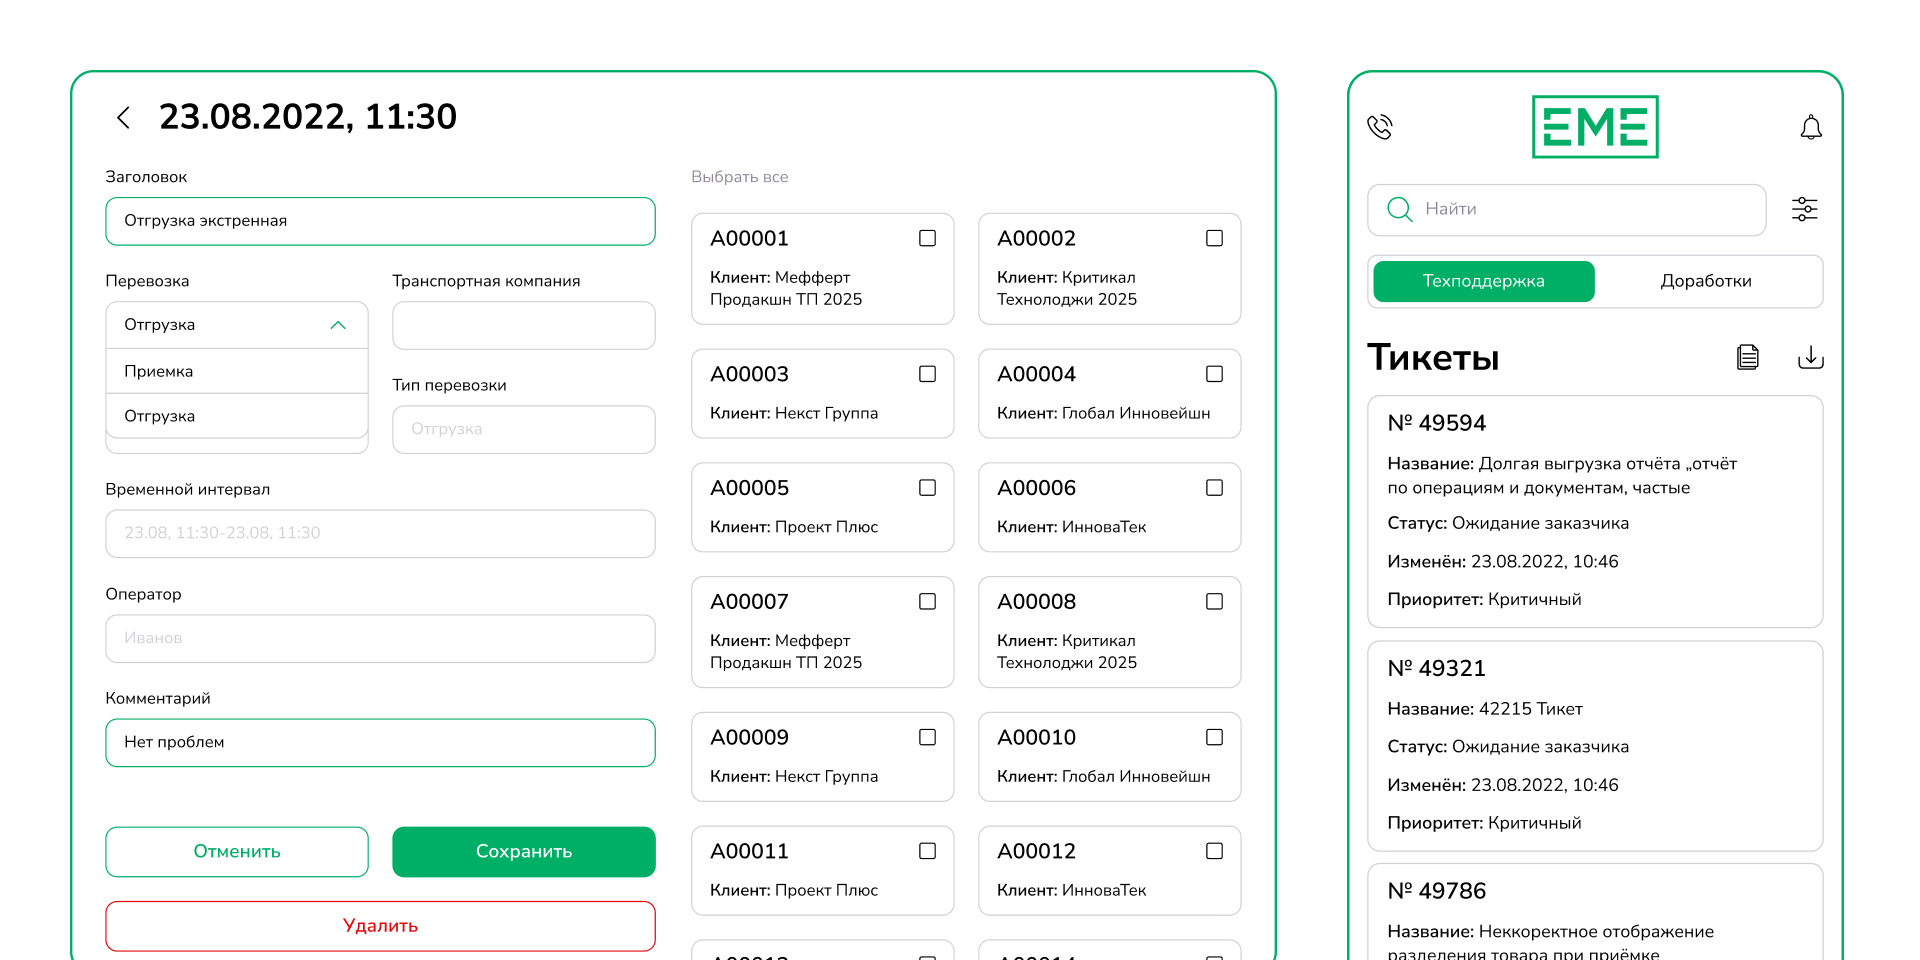 23.08.2022, 11:30
Заголовок
Отгрузка экстренная
Перевозка
Отгрузка
Приемка
Отгрузка
Транспортная компания
Тип перевозки
Отгрузка
Временной интервал
23.08, 11:30-23.08, 11:30
Оператор
Иванов
Комментарий
Нет проблем
Отменить
Сохранить
Удалить
Выбрать все
A00001
Клиент: Мефферт
Продакшн ТП 2025
A00002
Клиент: Критикал
Технолоджи 2025
A00003
Клиент: Некст Группа
A00004
Клиент: Глобал Инновейшн
A00005
Клиент: Проект Плюс
A00006
Клиент: ИнноваТек
A00007
Клиент: Мефферт
Продакшн ТП 2025
A00008
Клиент: Критикал
Технолоджи 2025
A00009
Клиент: Некст Группа
A00010
Клиент: Глобал Инновейшн
A00011
Клиент: Проект Плюс
A00012
Клиент: ИнноваТек
EME
Найти
Техподдержка
Доработки
Тикеты
№ 49594
Название: Долгая выгрузка отчёта „отчёт
по операциям и документам, частые
Статус: Ожидание заказчика
Изменён: 23.08.2022, 10:46
Приоритет: Критичный
№ 49321
Название: 42215 Тикет
Статус: Ожидание заказчика
Изменён: 23.08.2022, 10:46
Приоритет: Критичный
№ 49786
Название: Неккоректное отображение
разделения товара при приёмке